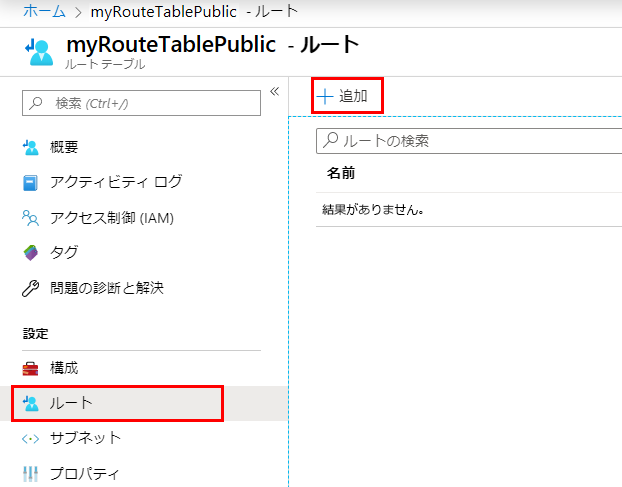 ホーム > myRouteTablePublic - ルート
myRouteTablePublic - ルート
ルート テーブル
検索 (Ctrl+/)
«
+ 追加
概要
アクティビティ ログ
アクセス制御 (IAM)
タグ
問題の診断と解決
設定
構成
ルート
サブネット
プロパティ
ルートの検索
名前
結果がありません。